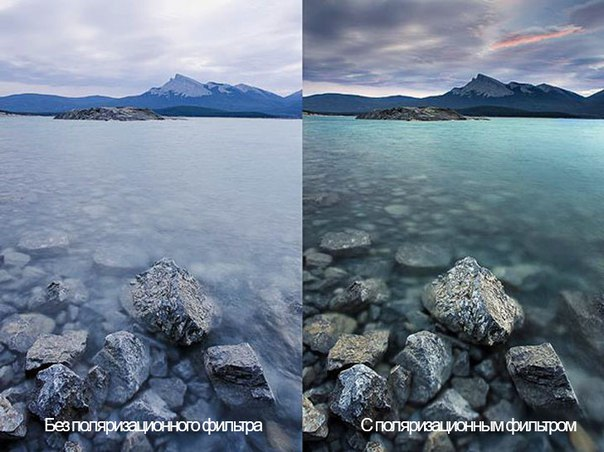 Без поляризационного фильтра
С поляризационным фильтром